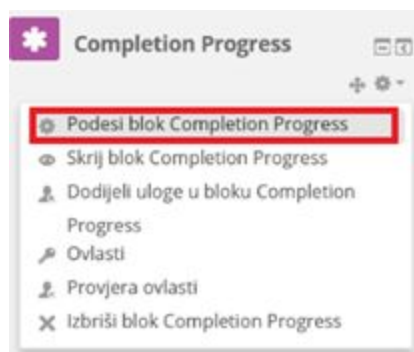 Completion Progress
Podesi blok Completion Progress
Skrij blok Completion Progress
Dodijeli uloge u bloku Completion
Progress
Ovlasti
Provjera ovlasti
Izbriši blok Completion Progress